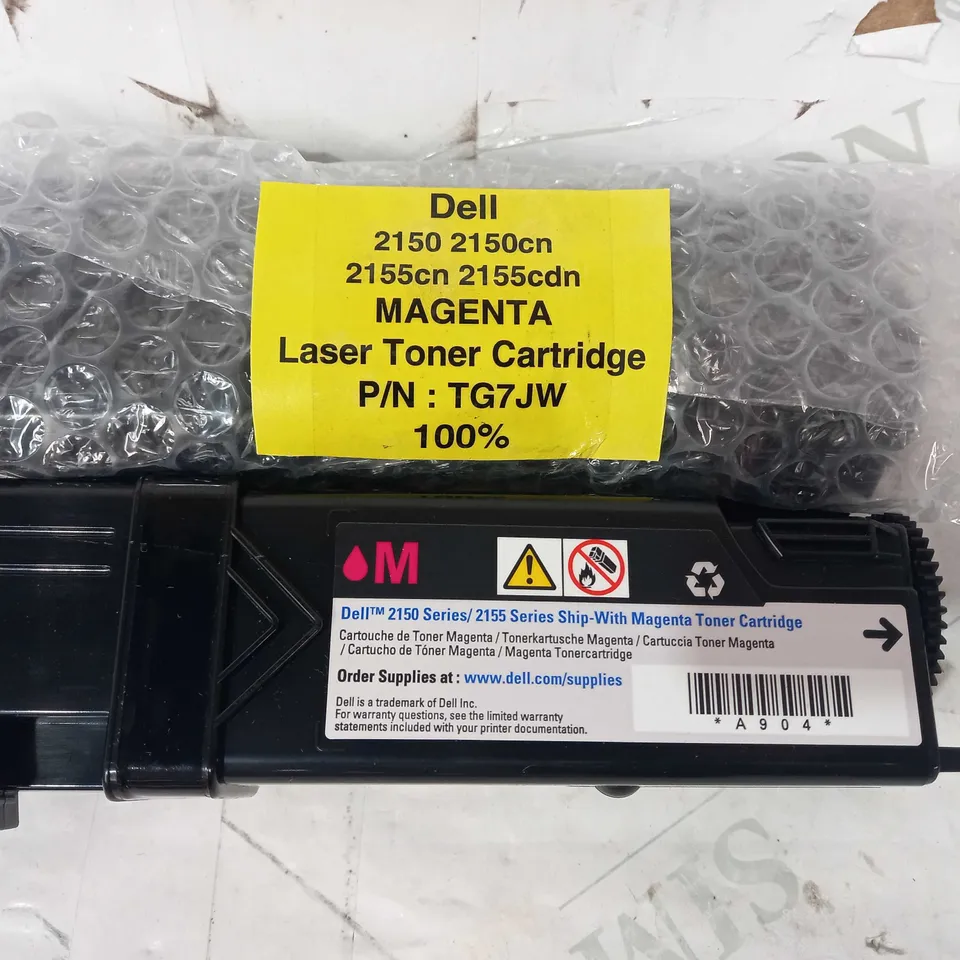 Dell
2150 2150cn
2155cn 2155cdn
MAGENTA
Laser Toner Cartridge
P/N : TG7JW
100%
M
Dell™ 2150 Series/ 2155 Series Ship-With Magenta Toner Cartridge
Cartouche de Toner Magenta / Tonerkartusche Magenta / Cartuccia Toner Magenta
/ Cartucho de Tóner Magenta / Magenta Tonercartridge
Order Supplies at : www.dell.com/supplies
Dell is a trademark of Dell Inc.
For warranty questions, see the limited warranty
statements included with your printer documentation.
*A904*